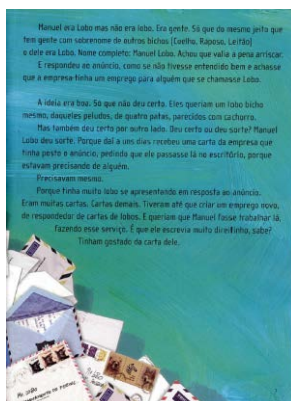 Manuel era Lobo mas não era lobo. Era gente. Só que do mesmo jeito que
tem gente com sobrenome de outros bichos (Coelho, Raposo, Leitão)
o dele era Lobo. Nome completo: Manuel Lobo. Achou que valia a pena arriscar.
E respondeu ao anúncio, como se não tivesse entendido bem e achasse
que a empresa tinha um emprego para alguém que se chamasse Lobo.
A ideia era boa. Só que não deu certo. Eles queriam um lobo bicho
mesmo, daqueles peludos, de quatro patas, parecidos com cachorro.
Mas também deu certo por outro lado. Deu certo ou deu sorte? Manuel
Lobo deu sorte. Porque daí a uns dias recebeu uma carta da empresa que
tinha posto o anúncio, pedindo que ele passasse lá no escritório, porque
estavam precisando de alguém.
Precisavam mesmo.
Porque tinha muito lobo se apresentando em resposta ao anúncio.
Eram muitas cartas. Cartas demais. Tiveram até que criar um emprego novo,
de respondedor de cartas de lobos. E queriam que Manuel fosse trabalhar lá,
fazendo esse serviço. É que ele escrevia muito direitinho, sabe?
Tinham gostado da carta dele.